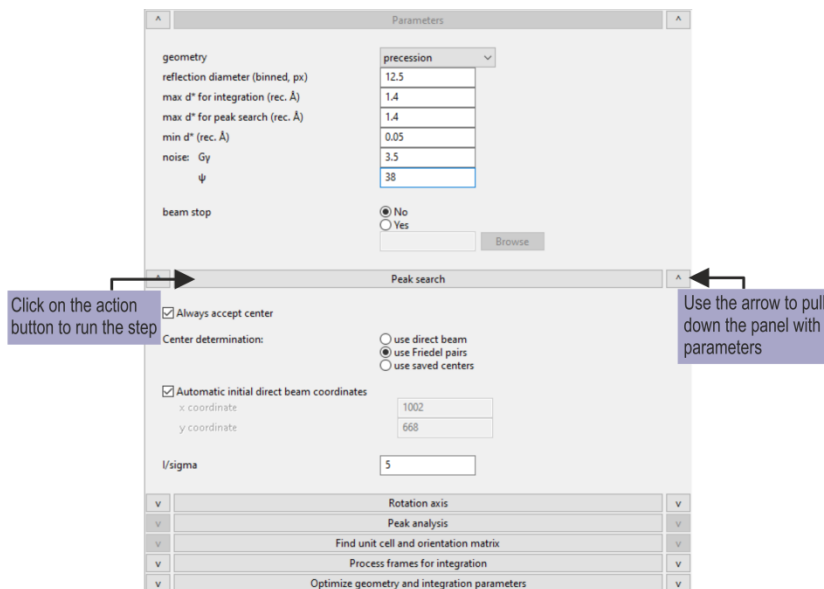 ^ Parameters ^
geometry precession
reflection diameter (binned, px) 12.5
max d* for integration (rec. Å) 1.4
max d* for peak search (rec. Å) 1.4
min d* (rec. Å) 0.05
noise: Gγ 3.5
ψ 38
beam stop No
Yes
Browse
^ Peak search ^
Click on the action
button to run the step
Use the arrow to pull
down the panel with
parameters
Always accept center
Center determination: use direct beam
use Friedel pairs
use saved centers
Automatic initial direct beam coordinates
x coordinate 1002
y coordinate 668
I/sigma 5
v Rotation axis v
v Peak analysis v
v Find unit cell and orientation matrix v
v Process frames for integration v
v Optimize geometry and integration parameters v